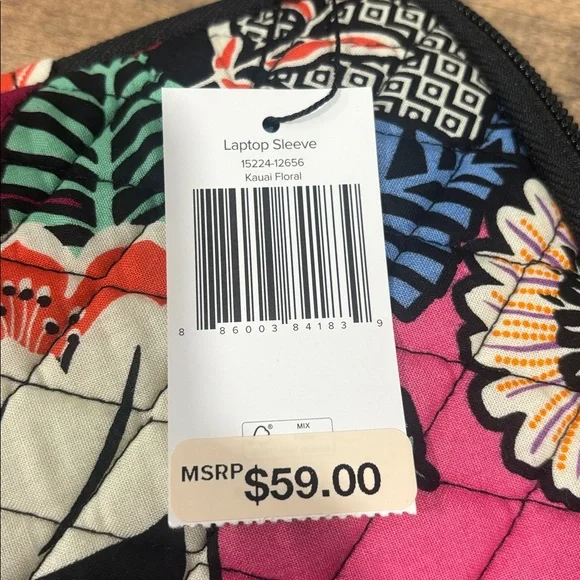 Laptop Sleeve
15224-12656
Kauai Floral
8 86003 84183 9
MIX
MSRP $59.00